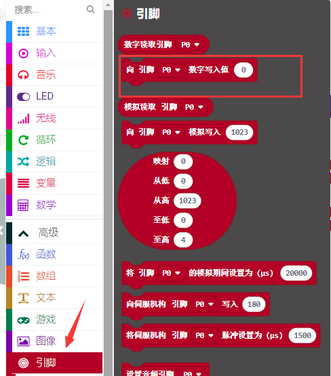 搜索...
基本
输入
音乐
LED
无线
循环
逻辑
变量
数学
高级
函数
数组
文本
游戏
图像
引脚
引脚
数字读取引脚 P0
向 引脚 P0 数字写入值 0
模拟读取 引脚 P0
向 引脚 P0 模拟写入 1023
映射 0
从低 0
从高 1023
至低 0
至高 4
将 引脚 P0 的模拟期间设置为 (µs) 20000
向伺服机构 引脚 P0 写入 180
将伺服机构 引脚 P0 脉冲设置为 (µs) 1500
设置音频引脚 P0